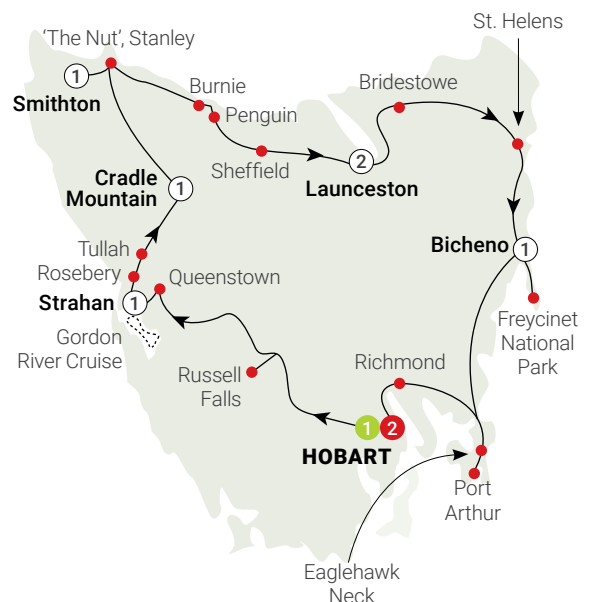 St. Helens
'The Nut', Stanley
1
Smithton
Burnie
Penguin
Bridestowe
Sheffield
2
Launceston
Cradle
Mountain
1
Bicheno
1
Tullah
Rosebery
Queenstown
Strahan
1
Gordon
River Cruise
Freycinet
National
Park
Russell
Falls
Richmond
1
2
HOBART
Port
Arthur
Eaglehawk
Neck